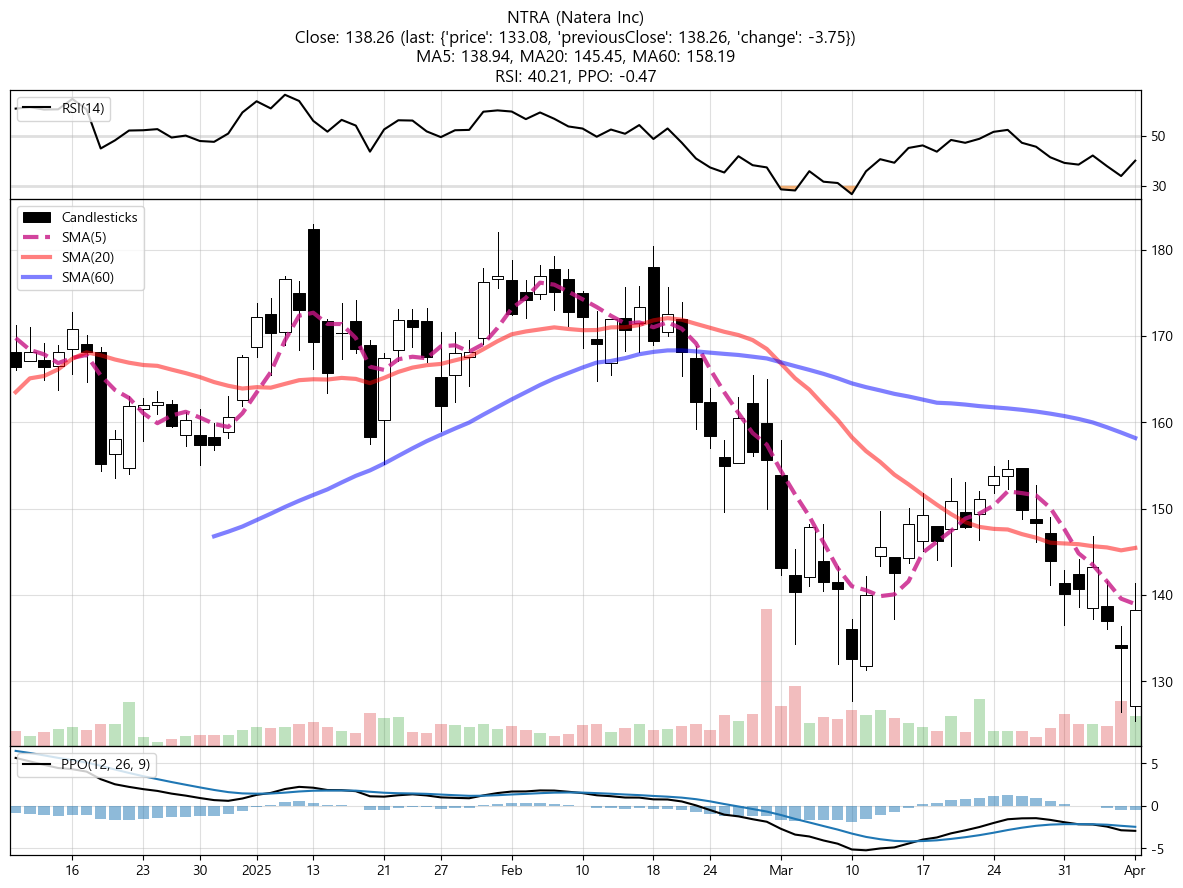 NTRA (Natera Inc)
Close: 138.26 (last: {'price': 133.08, 'previousClose': 138.26, 'change': -3.75})
MA5: 138.94, MA20: 145.45, MA60: 158.19
RSI: 40.21, PPO: -0.47
RSI(14)
50
30
Candlesticks
SMA(5)
SMA(20)
SMA(60)
180
170
160
150
140
130
PPO(12, 26, 9)
5
0
-5
16 23 30 2025 13 21 27 Feb 10 18 24 Mar 10 17 24 31 Apr